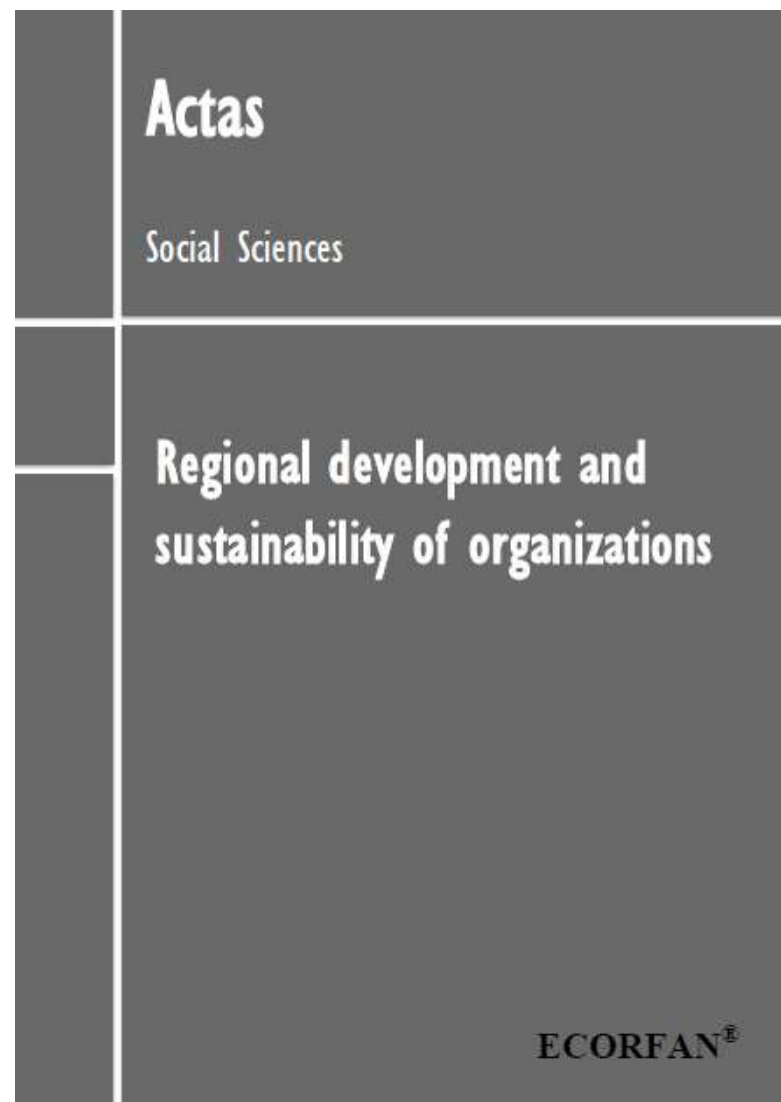 Actas
Social Sciences
Regional development and
sustainability of organizations
ECORFAN®